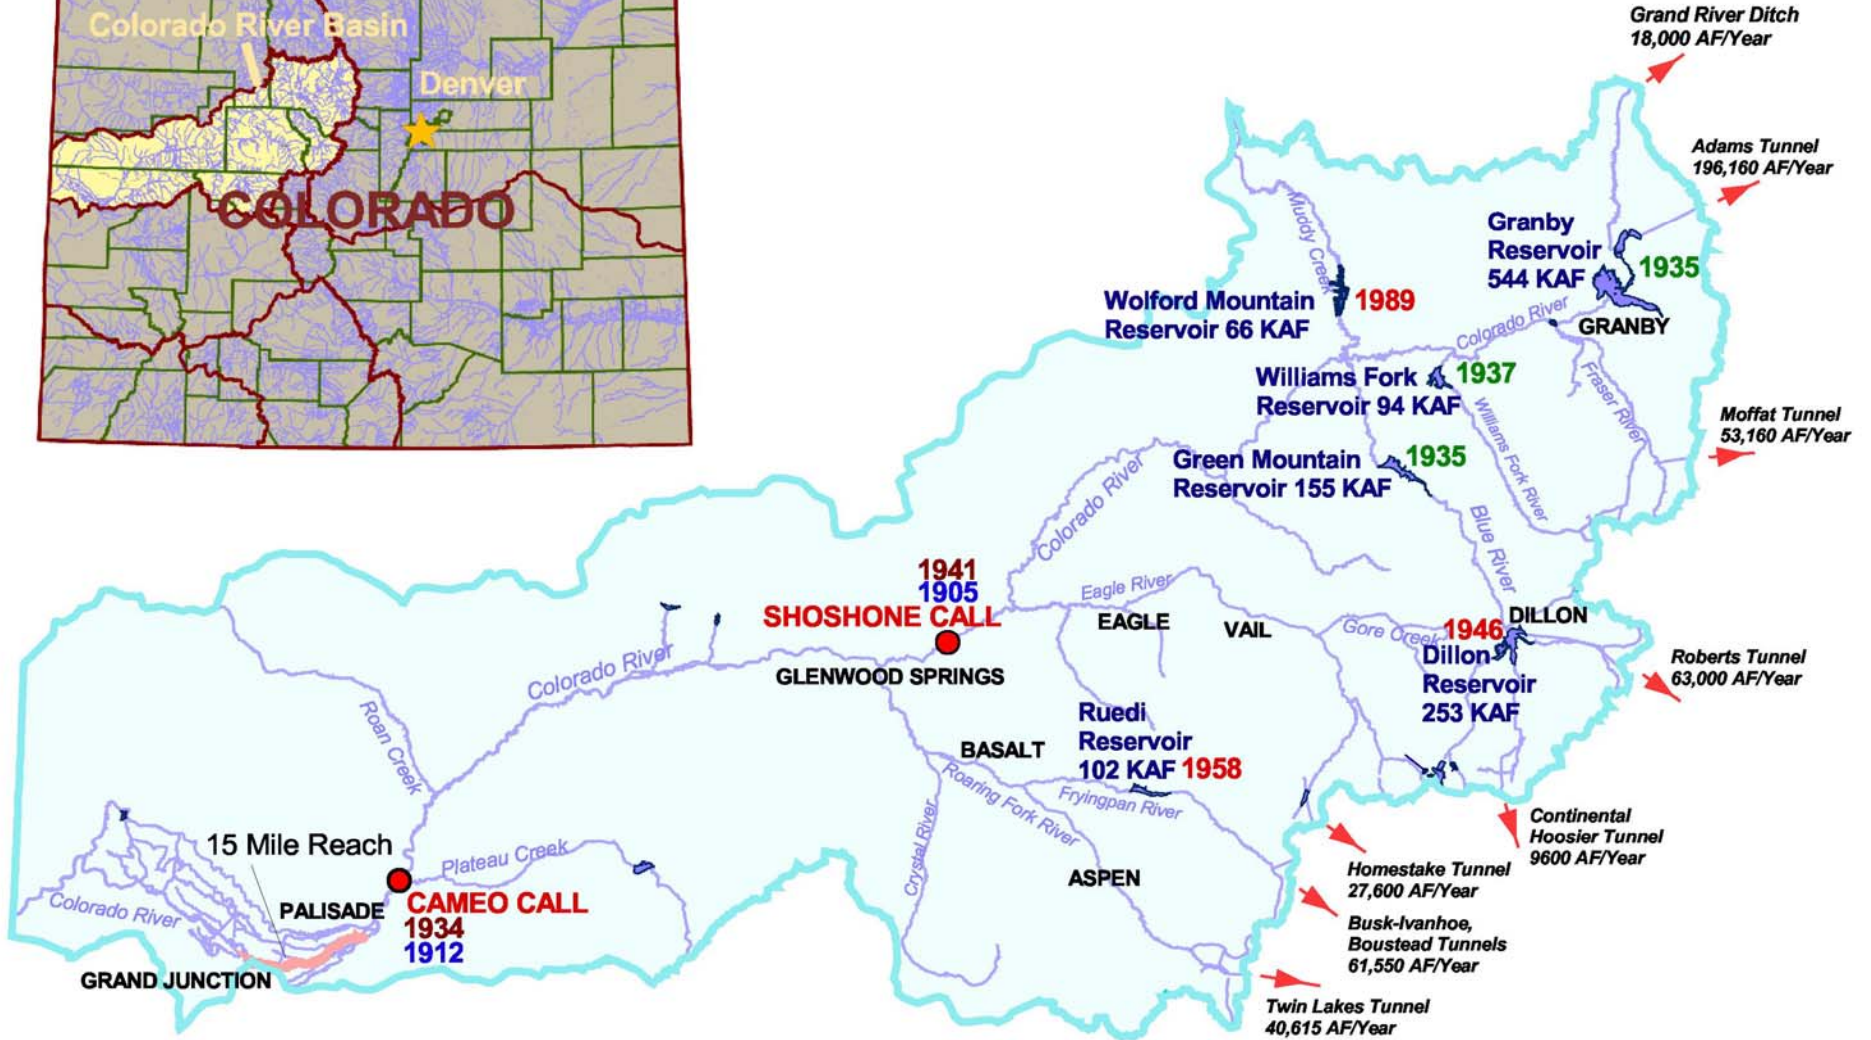 Colorado River Basin
Denver
COLORADO
Grand River Ditch
18,000 AF/Year
Adams Tunnel
196,160 AF/Year
Granby
Reservoir
544 KAF
1935
GRANBY
Muddy Creek
Wolford Mountain
Reservoir 66 KAF
1989
Colorado River
Williams Fork
Reservoir 94 KAF
1937
Fraser River
Williams Fork River
Moffat Tunnel
53,160 AF/Year
Green Mountain
Reservoir 155 KAF
1935
Colorado River
Blue River
1941
1905
SHOSHONE CALL
Eagle River
EAGLE
VAIL
Gore Creek
1946
DILLON
Dillon
Reservoir
253 KAF
Roberts Tunnel
63,000 AF/Year
Colorado River
GLENWOOD SPRINGS
Roan Creek
Ruedi
Reservoir
102 KAF 1958
BASALT
Roaring Fork River
Fryingpan River
Crystal River
ASPEN
Continental
Hoosier Tunnel
9600 AF/Year
Homestake Tunnel
27,600 AF/Year
Busk-Ivanhoe,
Boustead Tunnels
61,550 AF/Year
Twin Lakes Tunnel
40,615 AF/Year
15 Mile Reach
Plateau Creek
PALISADE
CAMEO CALL
1934
1912
Colorado River
GRAND JUNCTION